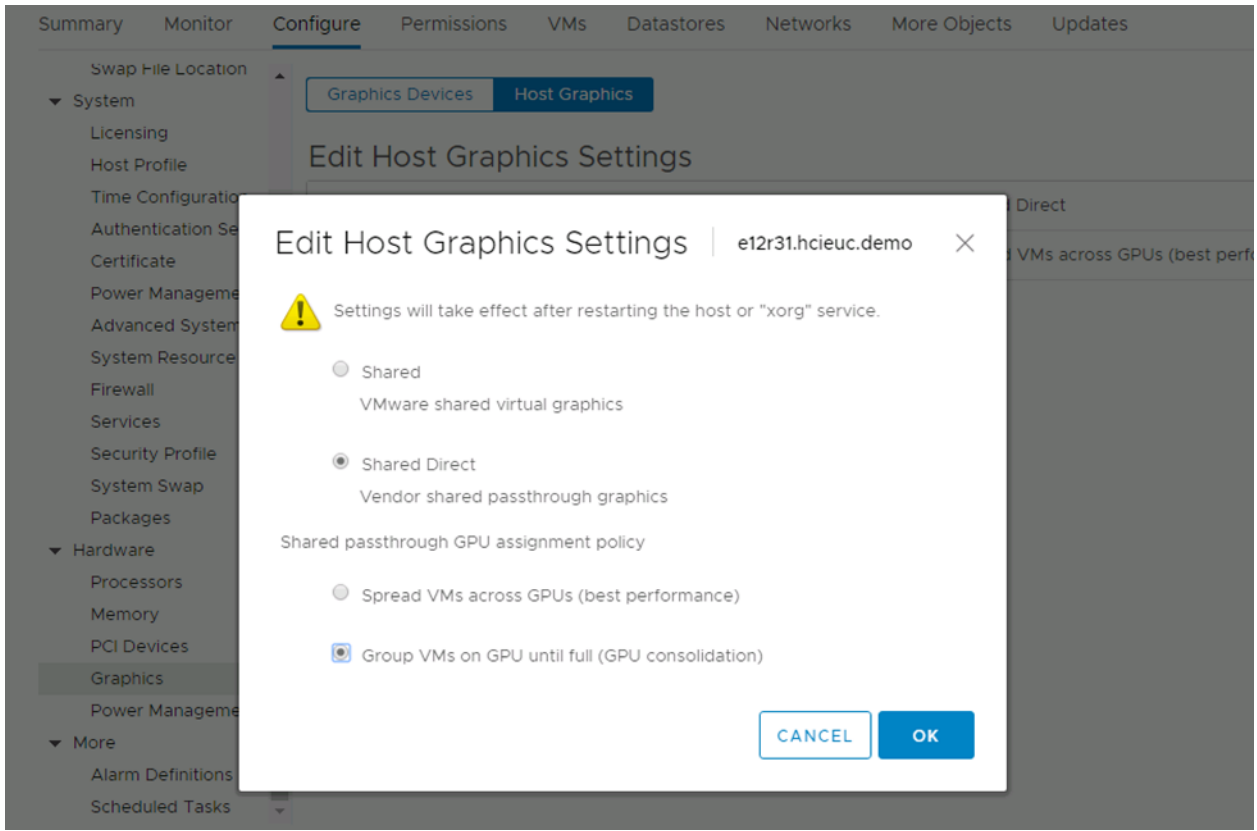 Summary Monitor Configure Permissions VMs Datastores Networks More Objects Updates
Swap File Location
System
Licensing
Host Profile
Time Configuration
Authentication Se
Certificate
Power Manageme
Advanced System
System Resource
Firewall
Services
Security Profile
System Swap
Packages
Hardware
Processors
Memory
PCI Devices
Graphics
Power Manageme
More
Alarm Definitions
Scheduled Tasks
Graphics Devices Host Graphics
Edit Host Graphics Settings
Direct
VMs across GPUs (best perfo
Edit Host Graphics Settings e12r31.hcieuc.demo
Settings will take effect after restarting the host or "xorg" service.
Shared
VMware shared virtual graphics
Shared Direct
Vendor shared passthrough graphics
Shared passthrough GPU assignment policy
Spread VMs across GPUs (best performance)
Group VMs on GPU until full (GPU consolidation)
CANCEL OK